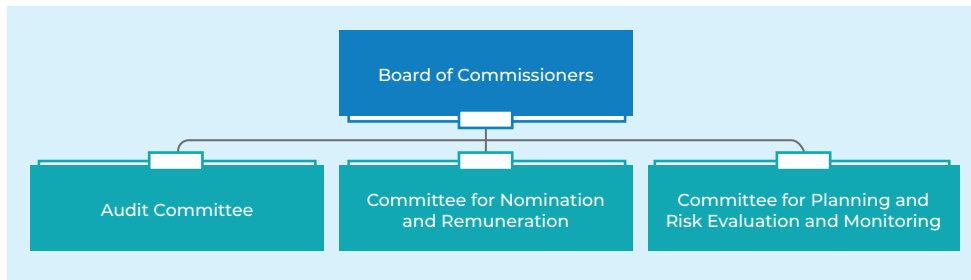 Board of Commissioners
Audit Committee
Committee for Nomination
and Remuneration
Committee for Planning and
Risk Evaluation and Monitoring